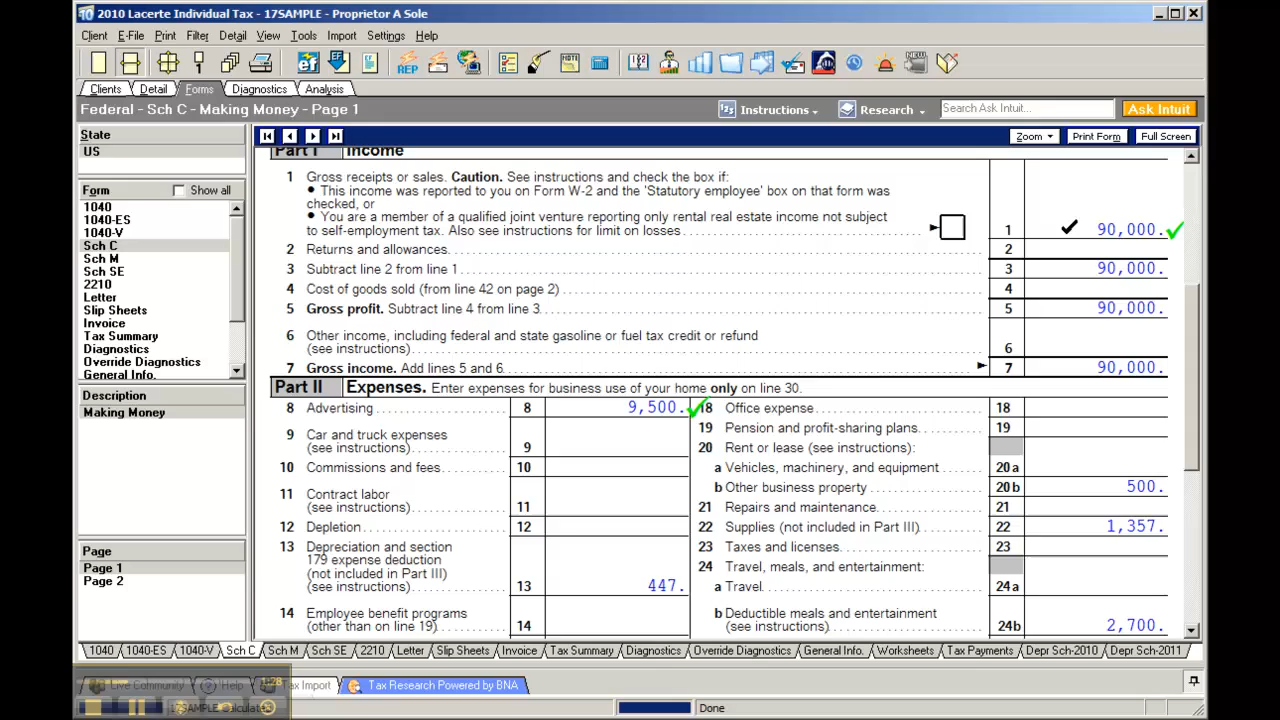 2010 Lacerte Individual Tax - 17SAMPLE - Proprietor A Sole
Client E-File Print Filter Detail View Tools Import Settings Help
Clients Detail Forms Diagnostics Analysis
Federal - Sch C - Making Money - Page 1
Instructions Research Search Ask Intuit Ask Intuit
State
US
Form Show all
1040
1040-ES
1040-V
Sch C
Sch M
Sch SE
2210
Letter
Slip Sheets
Invoice
Tax Summary
Diagnostics
Override Diagnostics
General Info.
Description
Making Money
Page
Page 1
Page 2
Zoom Print Form Full Screen
Part I Income
1 Gross receipts or sales. Caution. See instructions and check the box if:
• This income was reported to you on Form W-2 and the 'Statutory employee' box on that form was
checked, or
• You are a member of a qualified joint venture reporting only rental real estate income not subject
to self-employment tax. Also see instructions for limit on losses 1 90,000.
2 Returns and allowances 2
3 Subtract line 2 from line 1 3 90,000.
4 Cost of goods sold (from line 42 on page 2) 4
5 Gross profit. Subtract line 4 from line 3 5 90,000.
6 Other income, including federal and state gasoline or fuel tax credit or refund
(see instructions) 6
7 Gross income. Add lines 5 and 6 7 90,000.
Part II Expenses. Enter expenses for business use of your home only on line 30.
8 Advertising 8 9,500.
9 Car and truck expenses
(see instructions) 9
10 Commissions and fees 10
11 Contract labor
(see instructions) 11
12 Depletion 12
13 Depreciation and section
179 expense deduction
(not included in Part III)
(see instructions) 13 447.
14 Employee benefit programs
(other than on line 19) 14
18 Office expense 18
19 Pension and profit-sharing plans 19
20 Rent or lease (see instructions):
a Vehicles, machinery, and equipment 20a
b Other business property 20b 500.
21 Repairs and maintenance 21
22 Supplies (not included in Part III) 22 1,357.
23 Taxes and licenses 23
24 Travel, meals, and entertainment:
a Travel 24a
b Deductible meals and entertainment
(see instructions) 24b 2,700.
1040 1040-ES 1040-V Sch C Sch M Sch SE 2210 Letter Slip Sheets Invoice Tax Summary Diagnostics Override Diagnostics General Info. Worksheets Tax Payments Depr Sch-2010 Depr Sch-2011
Live Community Help Tax Import Tax Research Powered by BNA
17SAMPLE Calculated Done